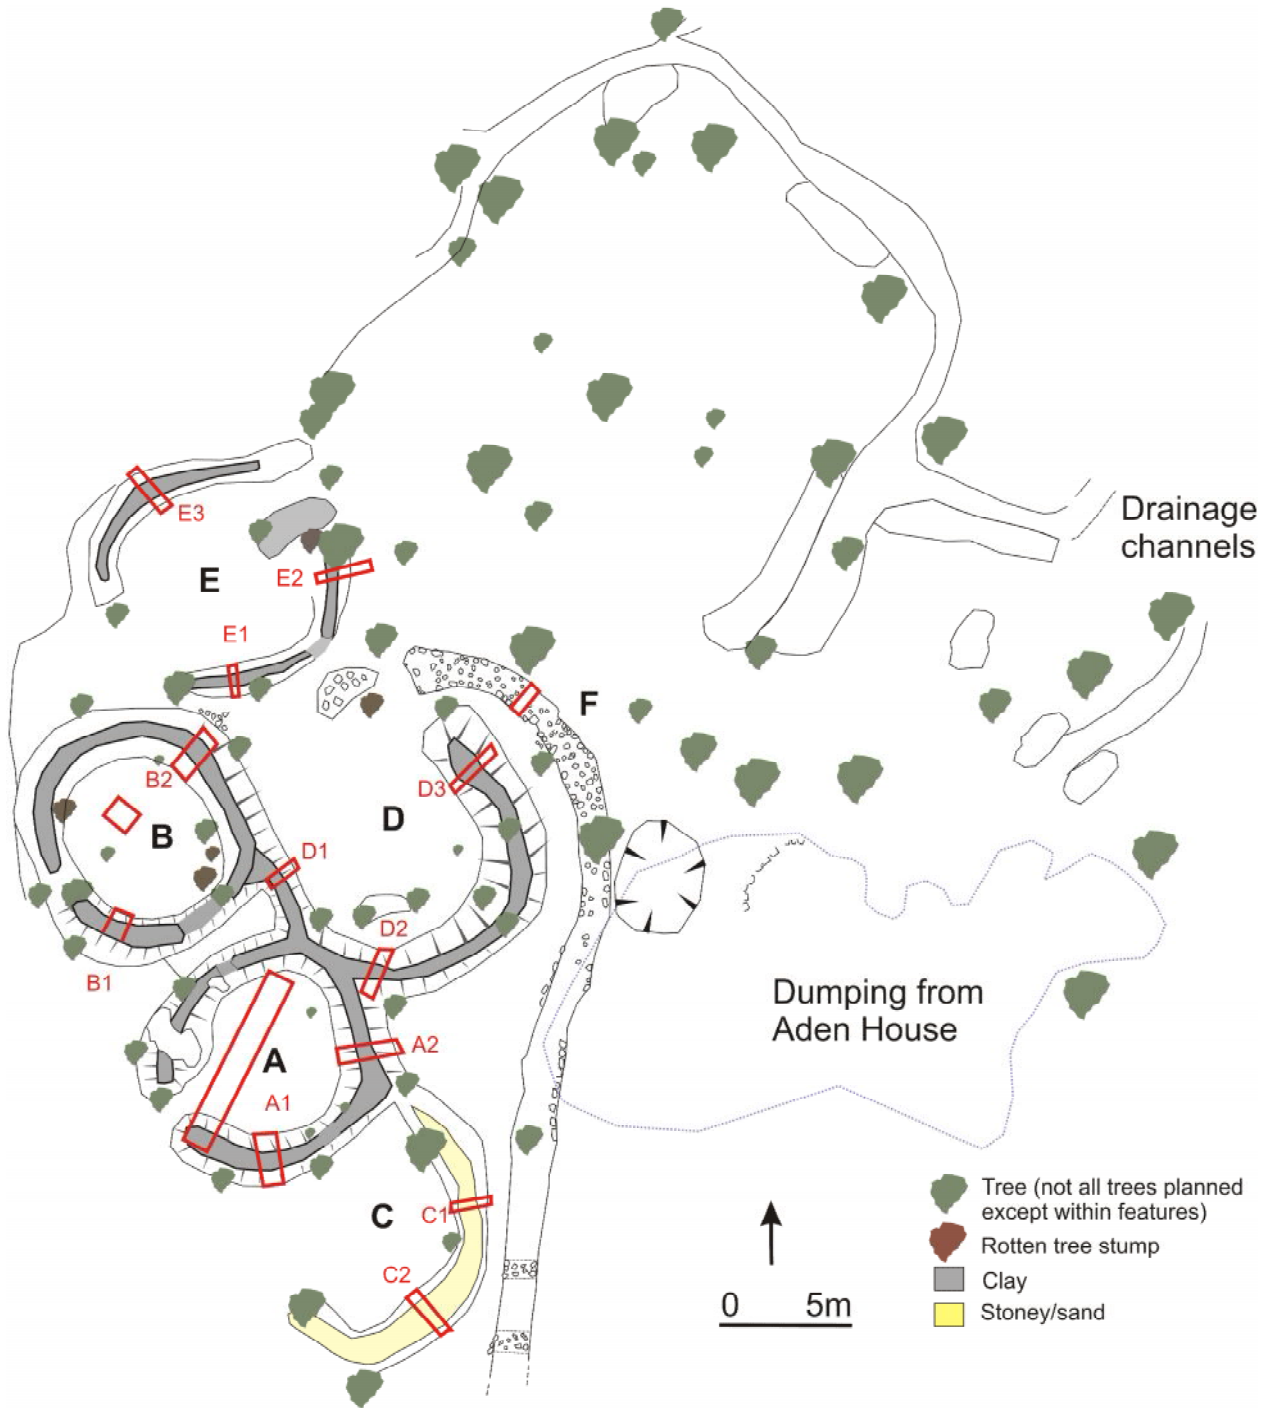 Drainage
channels
E3
E
E2
E1
F
B2
D3
B
D
D1
D2
B1
A
A2
A1
C
C1
C2
Dumping from
Aden House
Tree (not all trees planned
except within features)
Rotten tree stump
Clay
Stoney/sand
0 5m